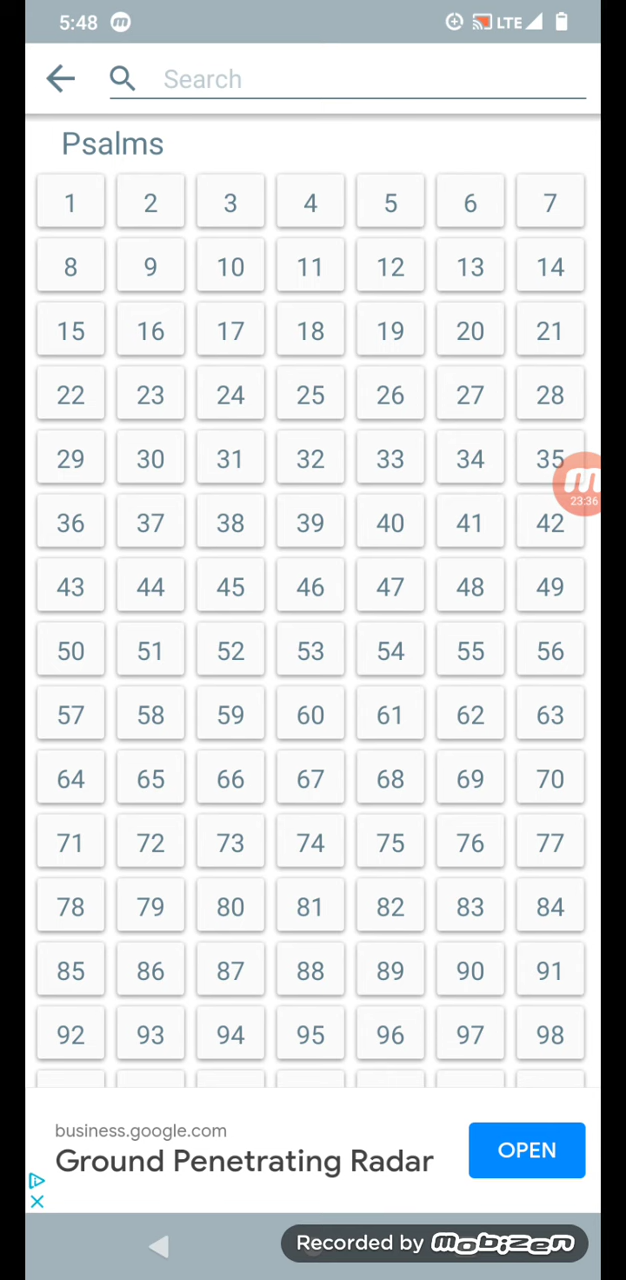 5:48 m LTE
Search
Psalms
1 2 3 4 5 6 7
8 9 10 11 12 13 14
15 16 17 18 19 20 21
22 23 24 25 26 27 28
29 30 31 32 33 34 35
m
23:36
36 37 38 39 40 41 42
43 44 45 46 47 48 49
50 51 52 53 54 55 56
57 58 59 60 61 62 63
64 65 66 67 68 69 70
71 72 73 74 75 76 77
78 79 80 81 82 83 84
85 86 87 88 89 90 91
92 93 94 95 96 97 98
business.google.com
Ground Penetrating Radar
OPEN
Recorded by mobizen